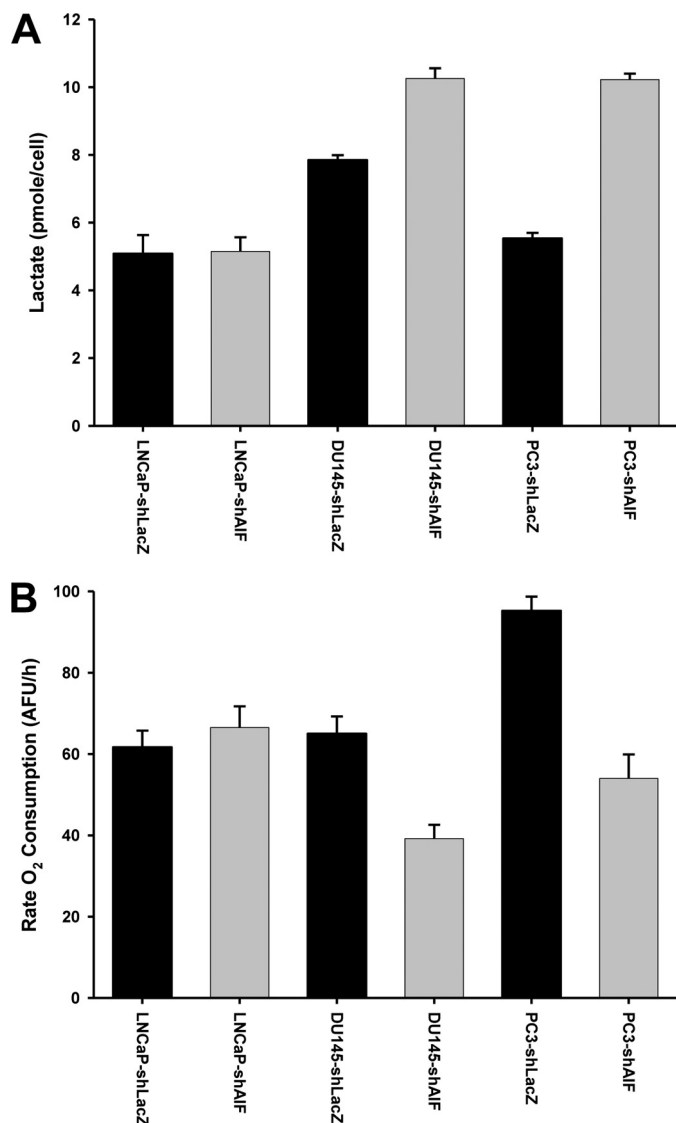 A
12
10
8
6
4
2
0
Lactate (pmole/cell)
LNCaP-shLacZ
LNCaP-shAIF
DU145-shLacZ
DU145-shAIF
PC3-shLacZ
PC3-shAIF
B
100
80
60
40
20
0
Rate O₂ Consumption (AFU/h)
LNCaP-shLacZ
LNCaP-shAIF
DU145-shLacZ
DU145-shAIF
PC3-shLacZ
PC3-shAIF